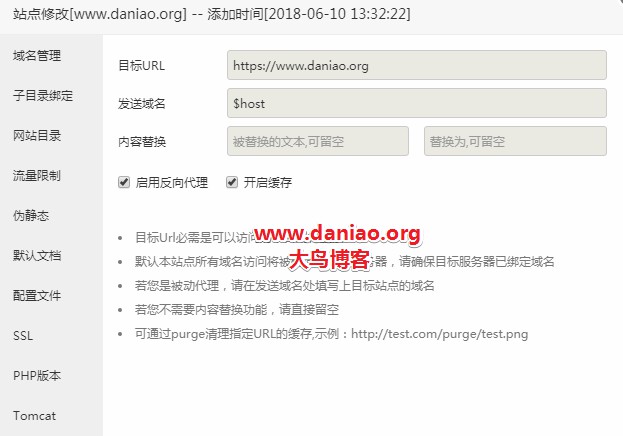 站点修改[www.daniao.org] -- 添加时间[2018-06-10 13:32:22]
域名管理
子目录绑定
网站目录
流量限制
伪静态
默认文档
配置文件
SSL
PHP版本
Tomcat
目标URL https://www.daniao.org
发送域名 $host
内容替换 被替换的文本,可留空 替换为,可留空
启用反向代理 开启缓存
目标Url必需是可以访问
www.daniao.org
大鸟博客
默认本站点所有域名访问将被 器，请确保目标服务器已绑定域名
若您是被动代理，请在发送域名处填写上目标站点的域名
若您不需要内容替换功能，请直接留空
可通过purge清理指定URL的缓存,示例：http://test.com/purge/test.png